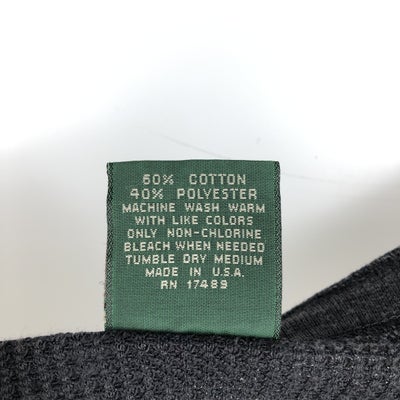 60% COTTON
40% POLYESTER
MACHINE WASH WARM
WITH LIKE COLORS
ONLY NON-CHLORINE
BLEACH WHEN NEEDED
TUMBLE DRY MEDIUM
MADE IN U.S.A.
RN 17489